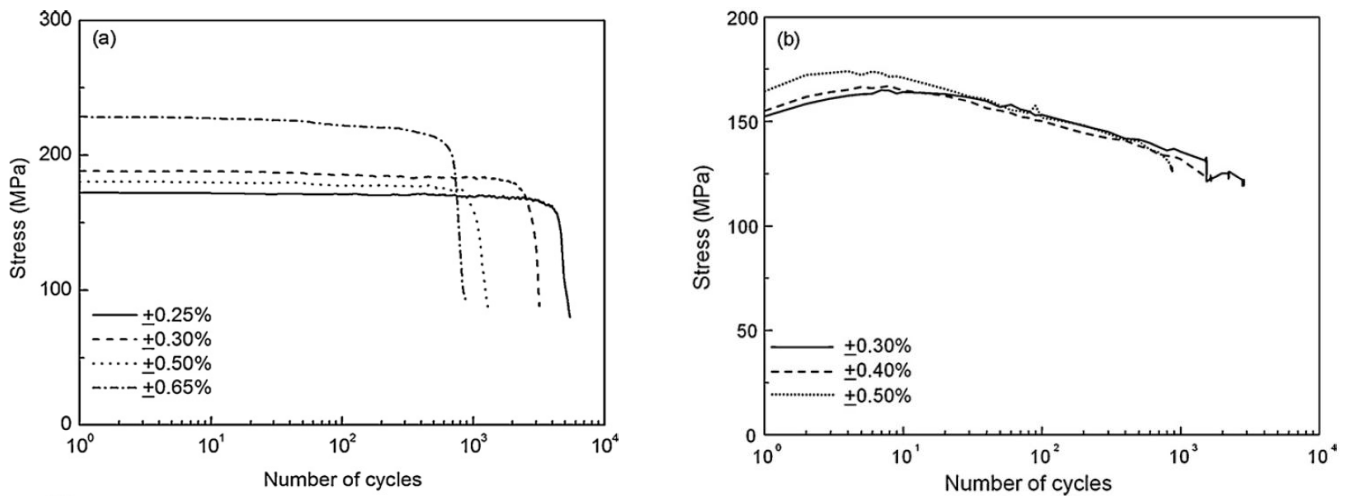 (a)
300
200
100
0
Stress (MPa)
±0.25%
±0.30%
±0.50%
±0.65%
10⁰ 10¹ 10² 10³ 10⁴
Number of cycles
(b)
200
150
100
50
0
Stress (MPa)
±0.30%
±0.40%
±0.50%
10⁰ 10¹ 10² 10³ 10⁴
Number of cycles